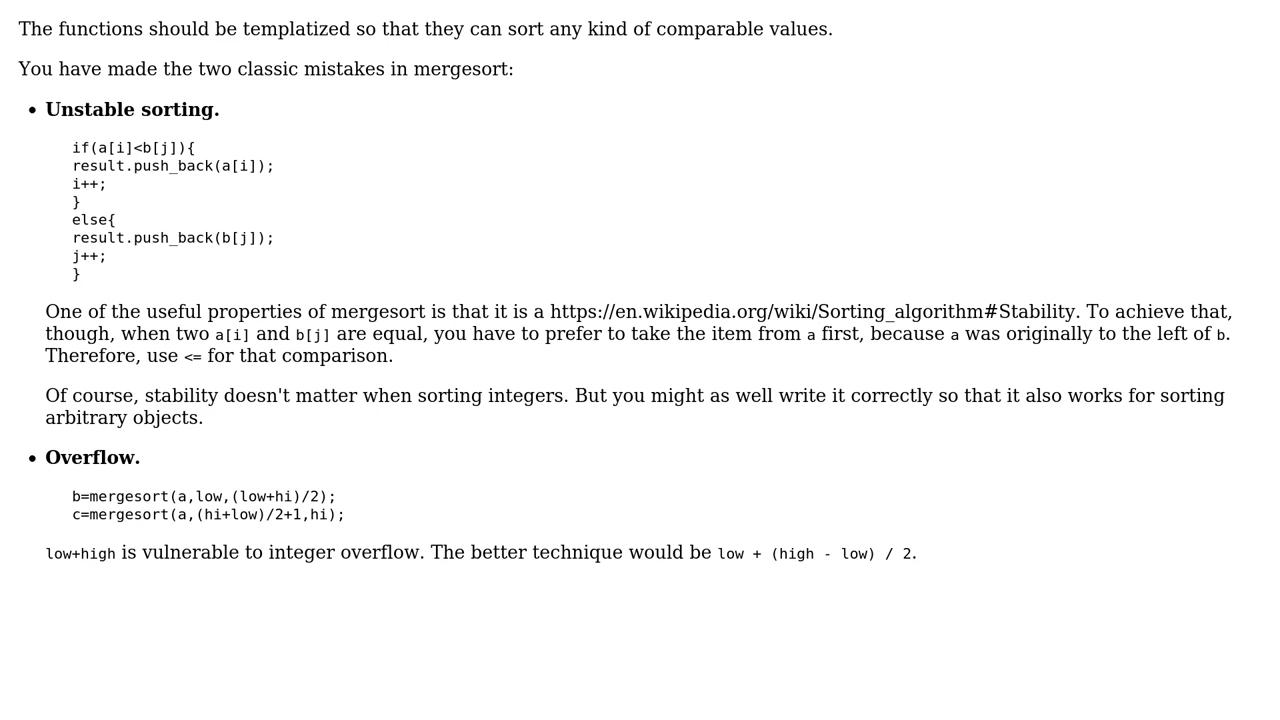 The functions should be templatized so that they can sort any kind of comparable values.
You have made the two classic mistakes in mergesort:
• Unstable sorting.
if(a[i]<b[j]){
result.push_back(a[i]);
i++;
}
else{
result.push_back(b[j]);
j++;
}
One of the useful properties of mergesort is that it is a https://en.wikipedia.org/wiki/Sorting_algorithm#Stability. To achieve that,
though, when two a[i] and b[j] are equal, you have to prefer to take the item from a first, because a was originally to the left of b.
Therefore, use <= for that comparison.
Of course, stability doesn't matter when sorting integers. But you might as well write it correctly so that it also works for sorting
arbitrary objects.
• Overflow.
b=mergesort(a,low,(low+hi)/2);
c=mergesort(a,(hi+low)/2+1,hi);
low+high is vulnerable to integer overflow. The better technique would be low + (high - low) / 2.